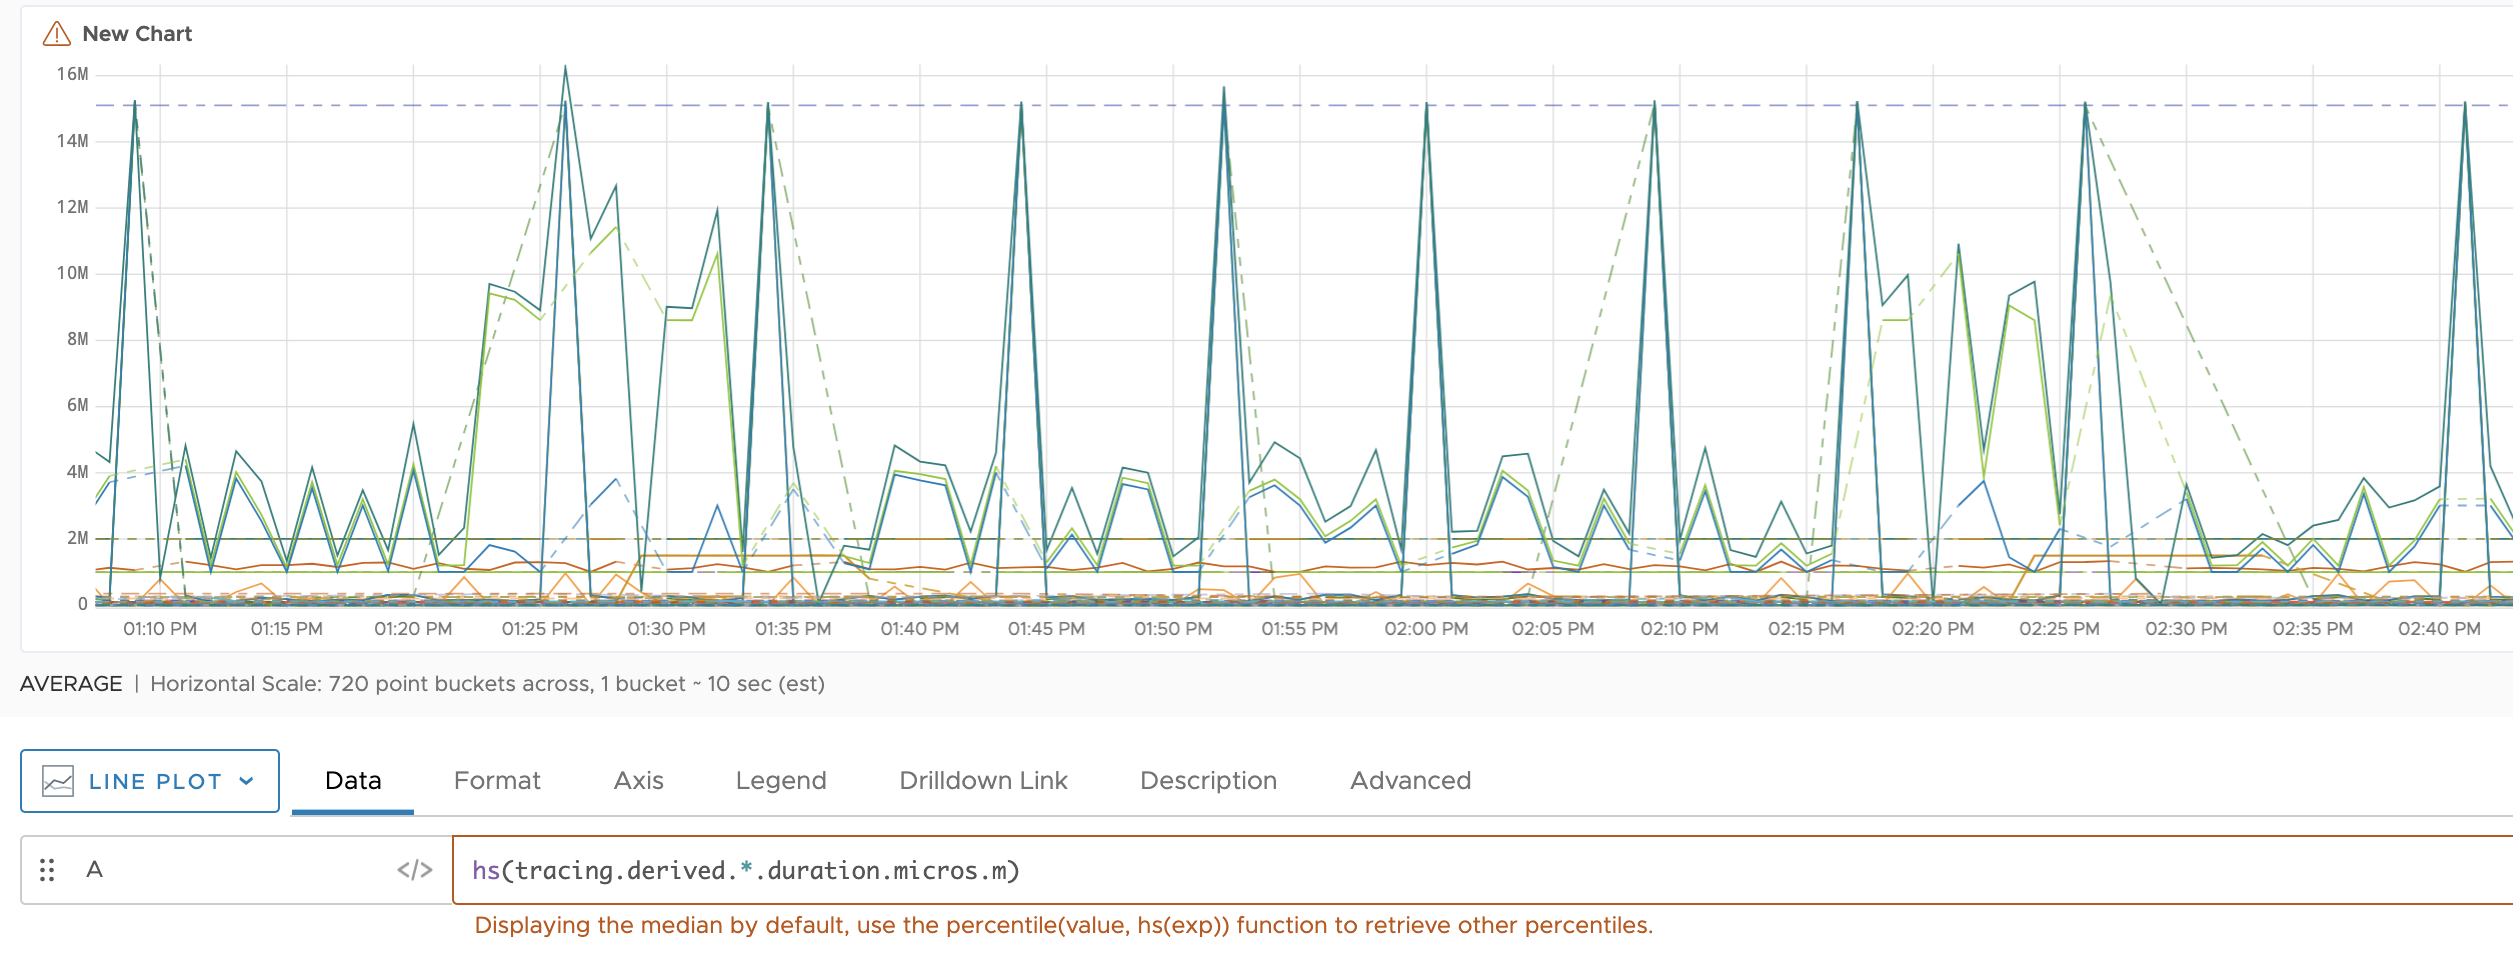 New Chart
16M
14M
12M
10M
8M
6M
4M
2M
0
01:10 PM 01:15 PM 01:20 PM 01:25 PM 01:30 PM 01:35 PM 01:40 PM 01:45 PM 01:50 PM 01:55 PM 02:00 PM 02:05 PM 02:10 PM 02:15 PM 02:20 PM 02:25 PM 02:30 PM 02:35 PM 02:40 PM
AVERAGE | Horizontal Scale: 720 point buckets across, 1 bucket ~ 10 sec (est)
LINE PLOT Data Format Axis Legend Drilldown Link Description Advanced
A </> hs(tracing.derived.*.duration.micros.m)
Displaying the median by default, use the percentile(value, hs(exp)) function to retrieve other percentiles.